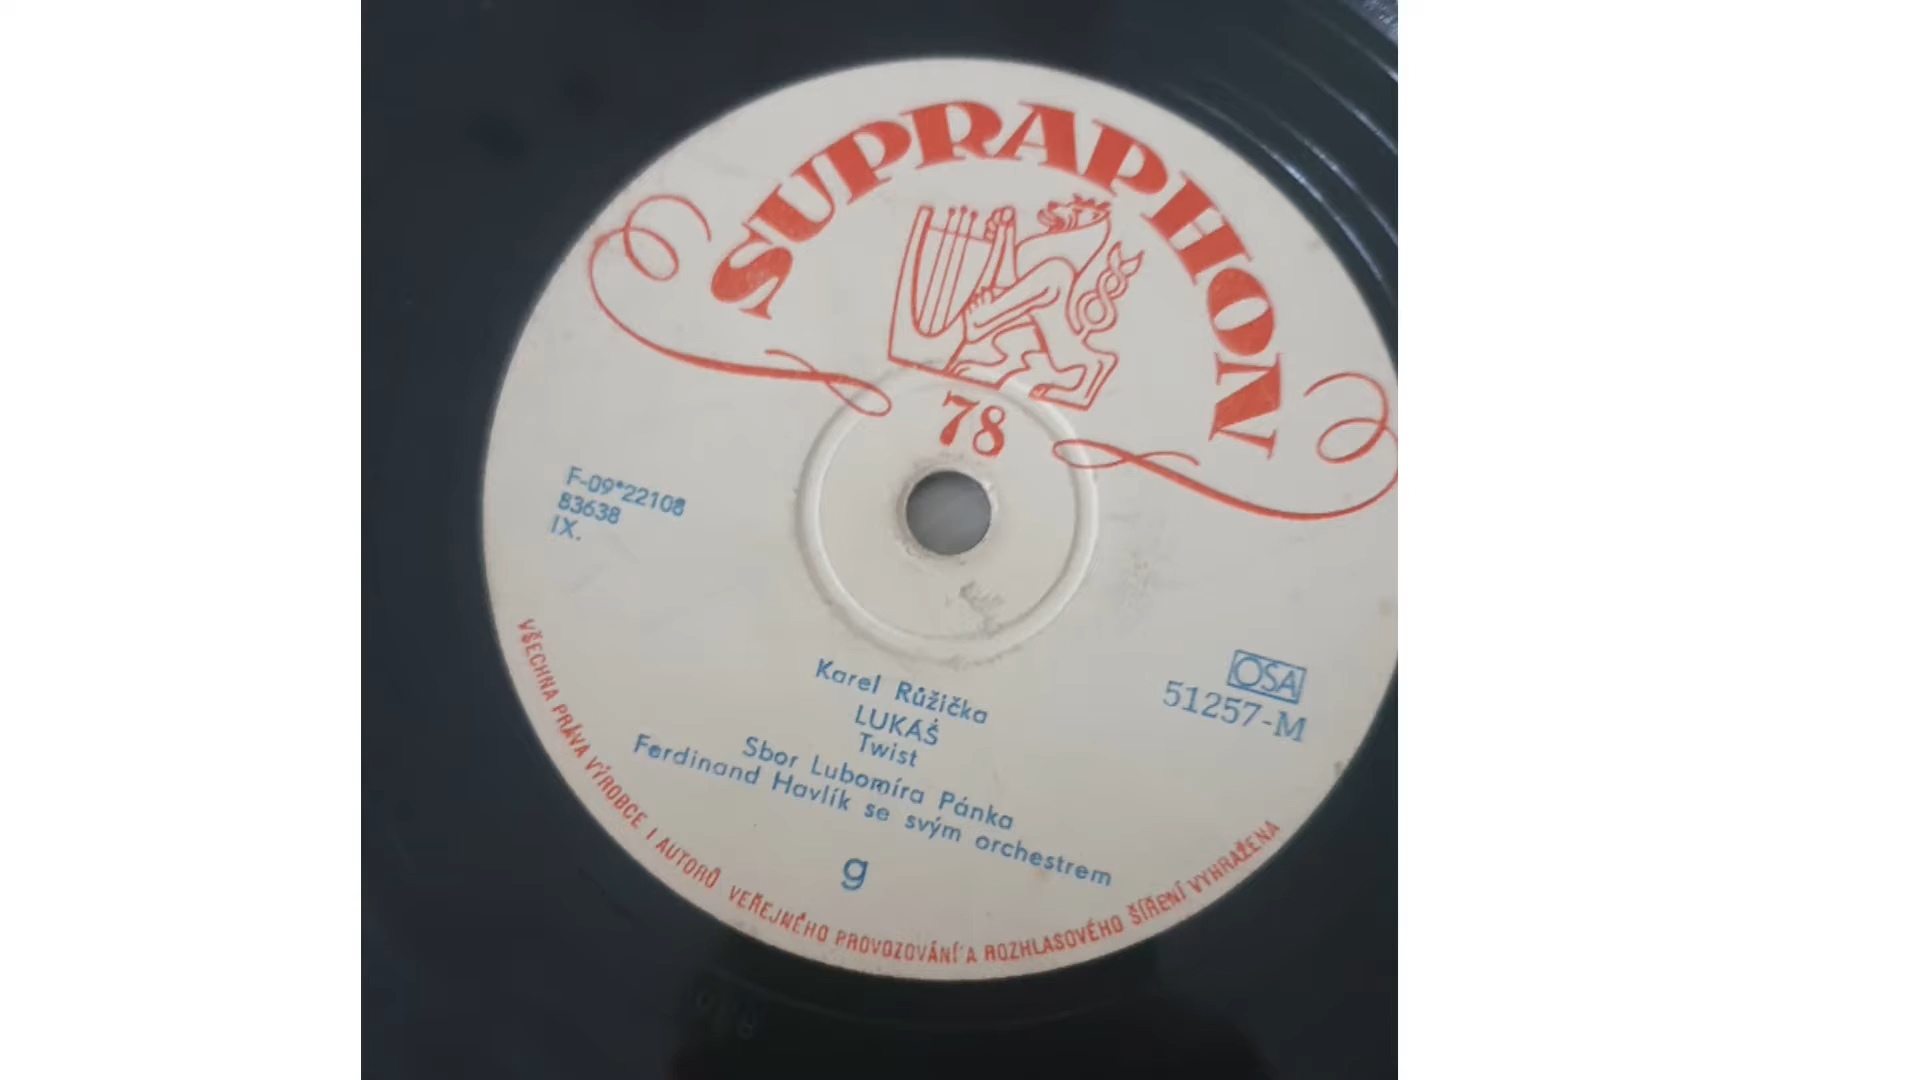 SUPRAPHON
78
F-09*22108
83638
IX.
OSA
51257-M
Karel Růžička
LUKÁŠ
Twist
Sbor Lubomíra Pánka
Ferdinand Havlík se svým orchestrem
g
VŠECHNA PRÁVA VÝROBCE I AUTORŮ VEŘEJNÉHO PROVOZOVÁNÍ A ROZHLASOVÉHO ŠÍŘENÍ VYHRAŽENA